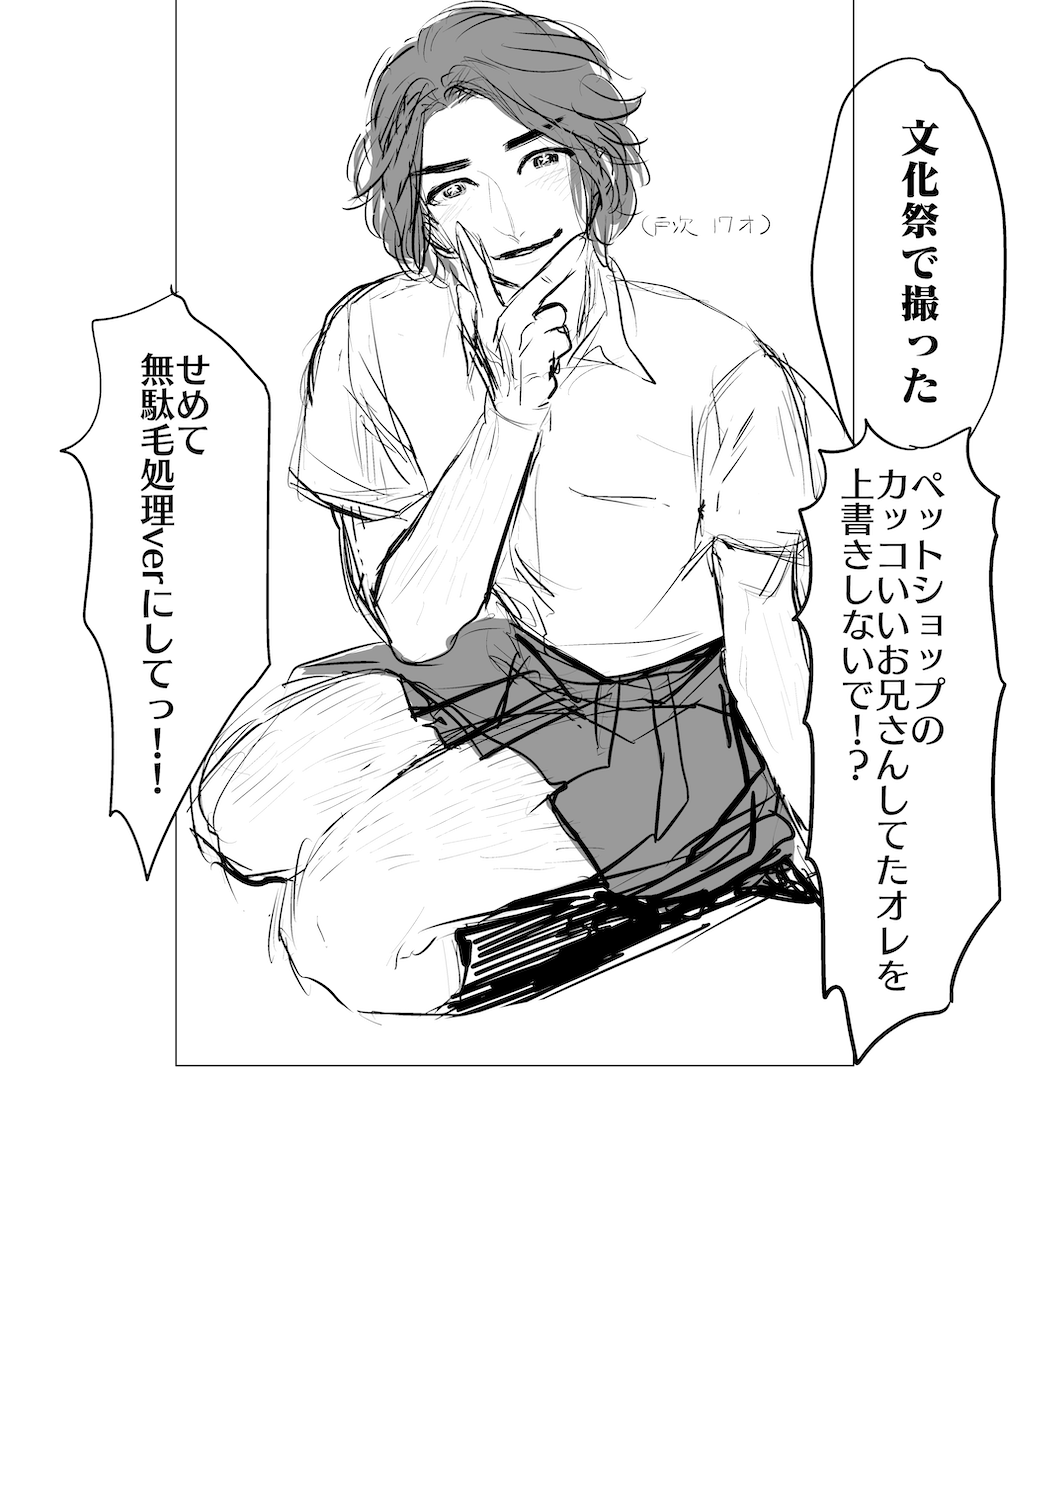 文化祭で撮った
ペットショップの
カッコいいお兄さんしてたオレを
上書きしないで！？
（戸次 17才）
せめて
無駄毛処理verにしてっ！！